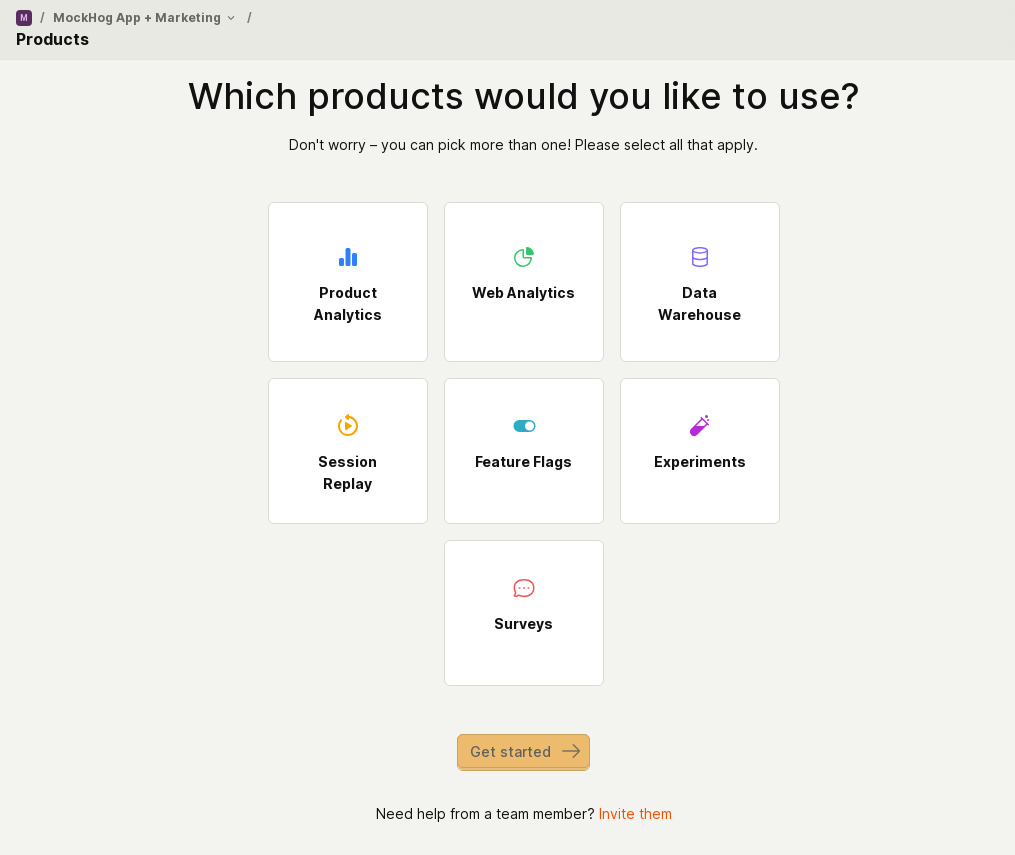 M / MockHog App + Marketing /
Products
Which products would you like to use?
Don't worry – you can pick more than one! Please select all that apply.
Product
Analytics
Web Analytics
Data
Warehouse
Session
Replay
Feature Flags
Experiments
Surveys
Get started
Need help from a team member? Invite them